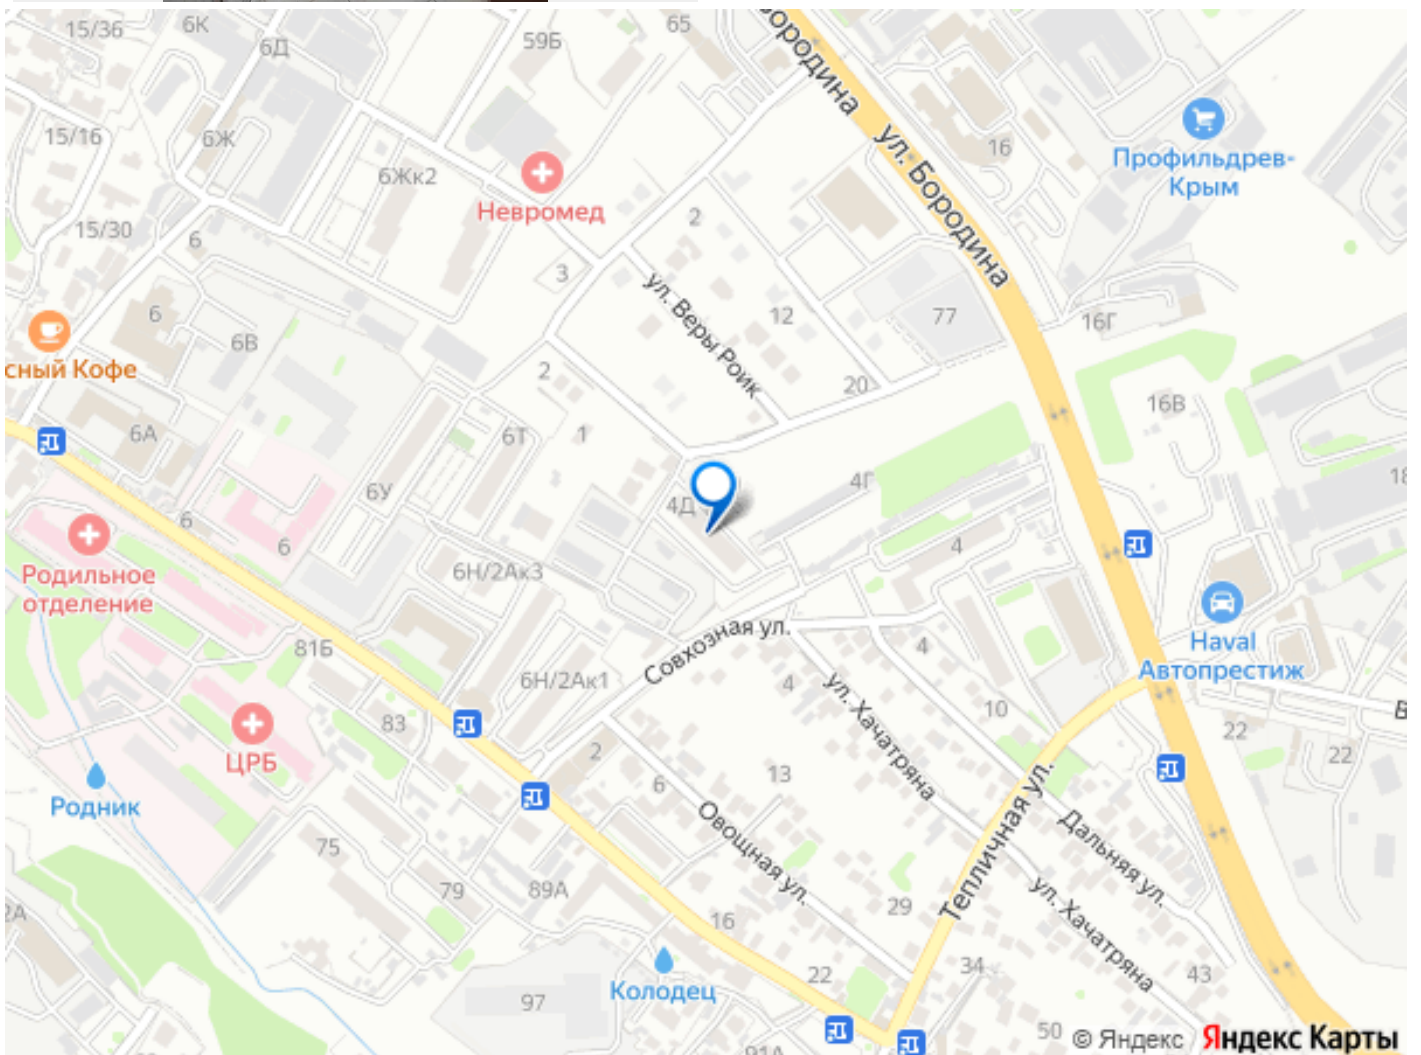 15/36
6К
6Д
59Б
65
Бородина
15/16
6Ж
6Жк2
Невромед
ул. Бородина
16
Профильдрев-
Крым
15/30
6
3
2
ул. Веры Роик
12
77
16Г
6
6В
сный Кофе
2
20
16В
6А
6Т
1
6У
4Д
4Г
18
6
6
Родильное
отделение
6Н/2Ак3
4
Haval
Автопрестиж
81Б
Совхозная ул.
4
6Н/2Ак1
4
ул. Хачатряна
10
В
83
ЦРБ
2
22
22
Родник
6
13
Овощная ул.
Тепличная ул.
Дальняя ул.
75
79
89А
16
29
ул. Хачатряна
2А
34
43
22
Колодец
97
50
91А
© Яндекс Яндекс Карты